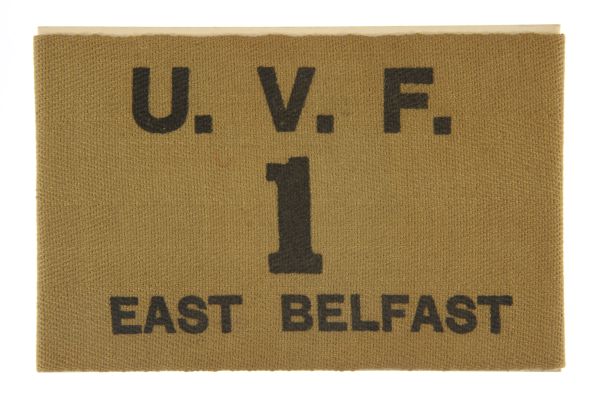 U. V. F.
1
EAST BELFAST